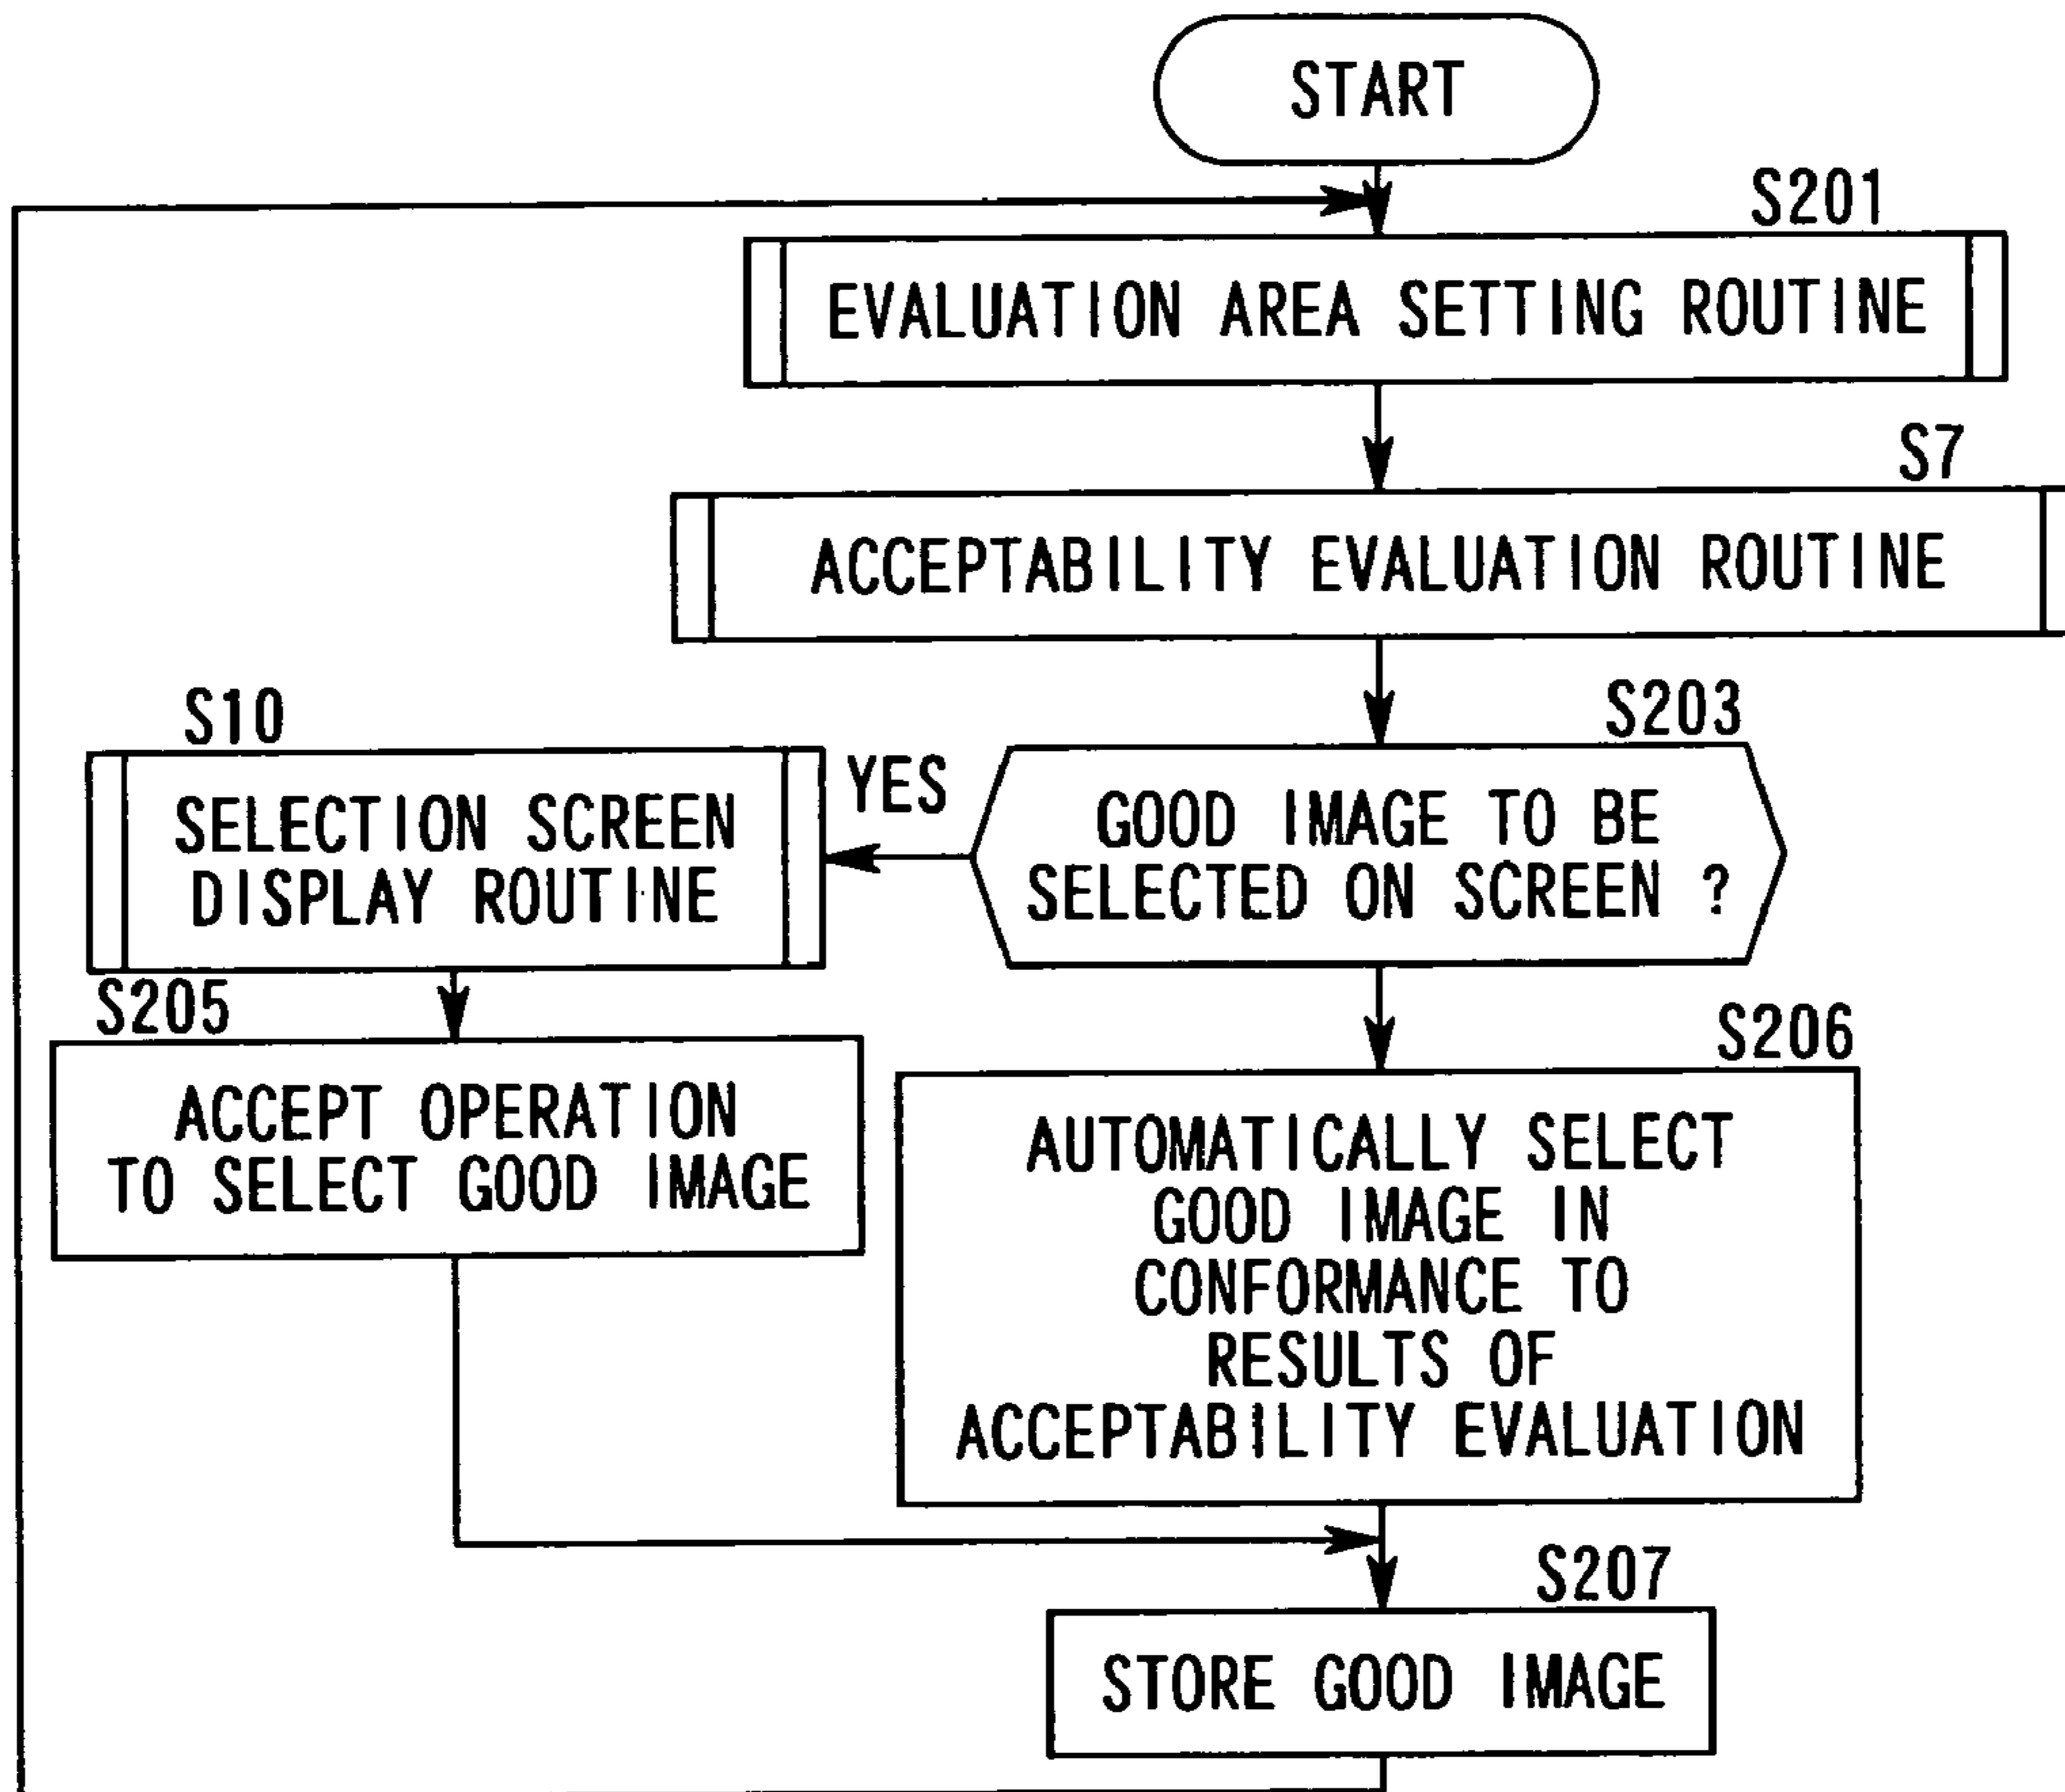 START
S201
EVALUATION AREA SETTING ROUTINE
S7
ACCEPTABILITY EVALUATION ROUTINE
S203
GOOD IMAGE TO BE
SELECTED ON SCREEN ?
YES
S10
SELECTION SCREEN
DISPLAY ROUTINE
S205
ACCEPT OPERATION
TO SELECT GOOD IMAGE
S206
AUTOMATICALLY SELECT
GOOD IMAGE IN
CONFORMANCE TO
RESULTS OF
ACCEPTABILITY EVALUATION
S207
STORE GOOD IMAGE